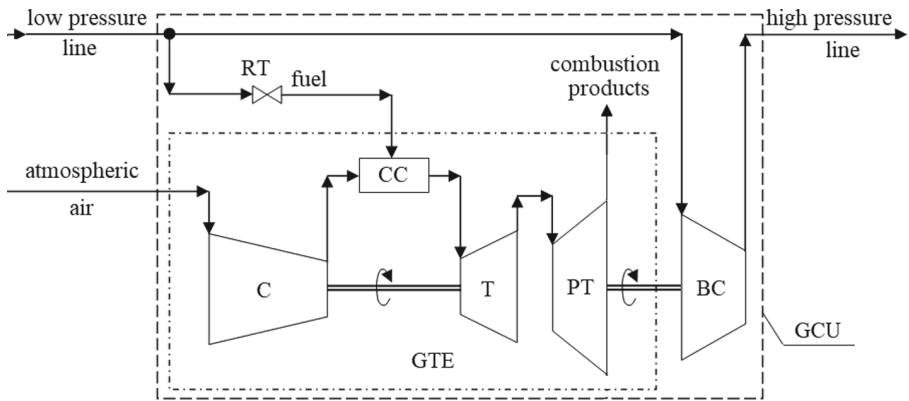 low pressure
line
high pressure
line
RT
fuel
combustion
products
atmospheric
air
CC
C
T
PT
BC
GTE
GCU